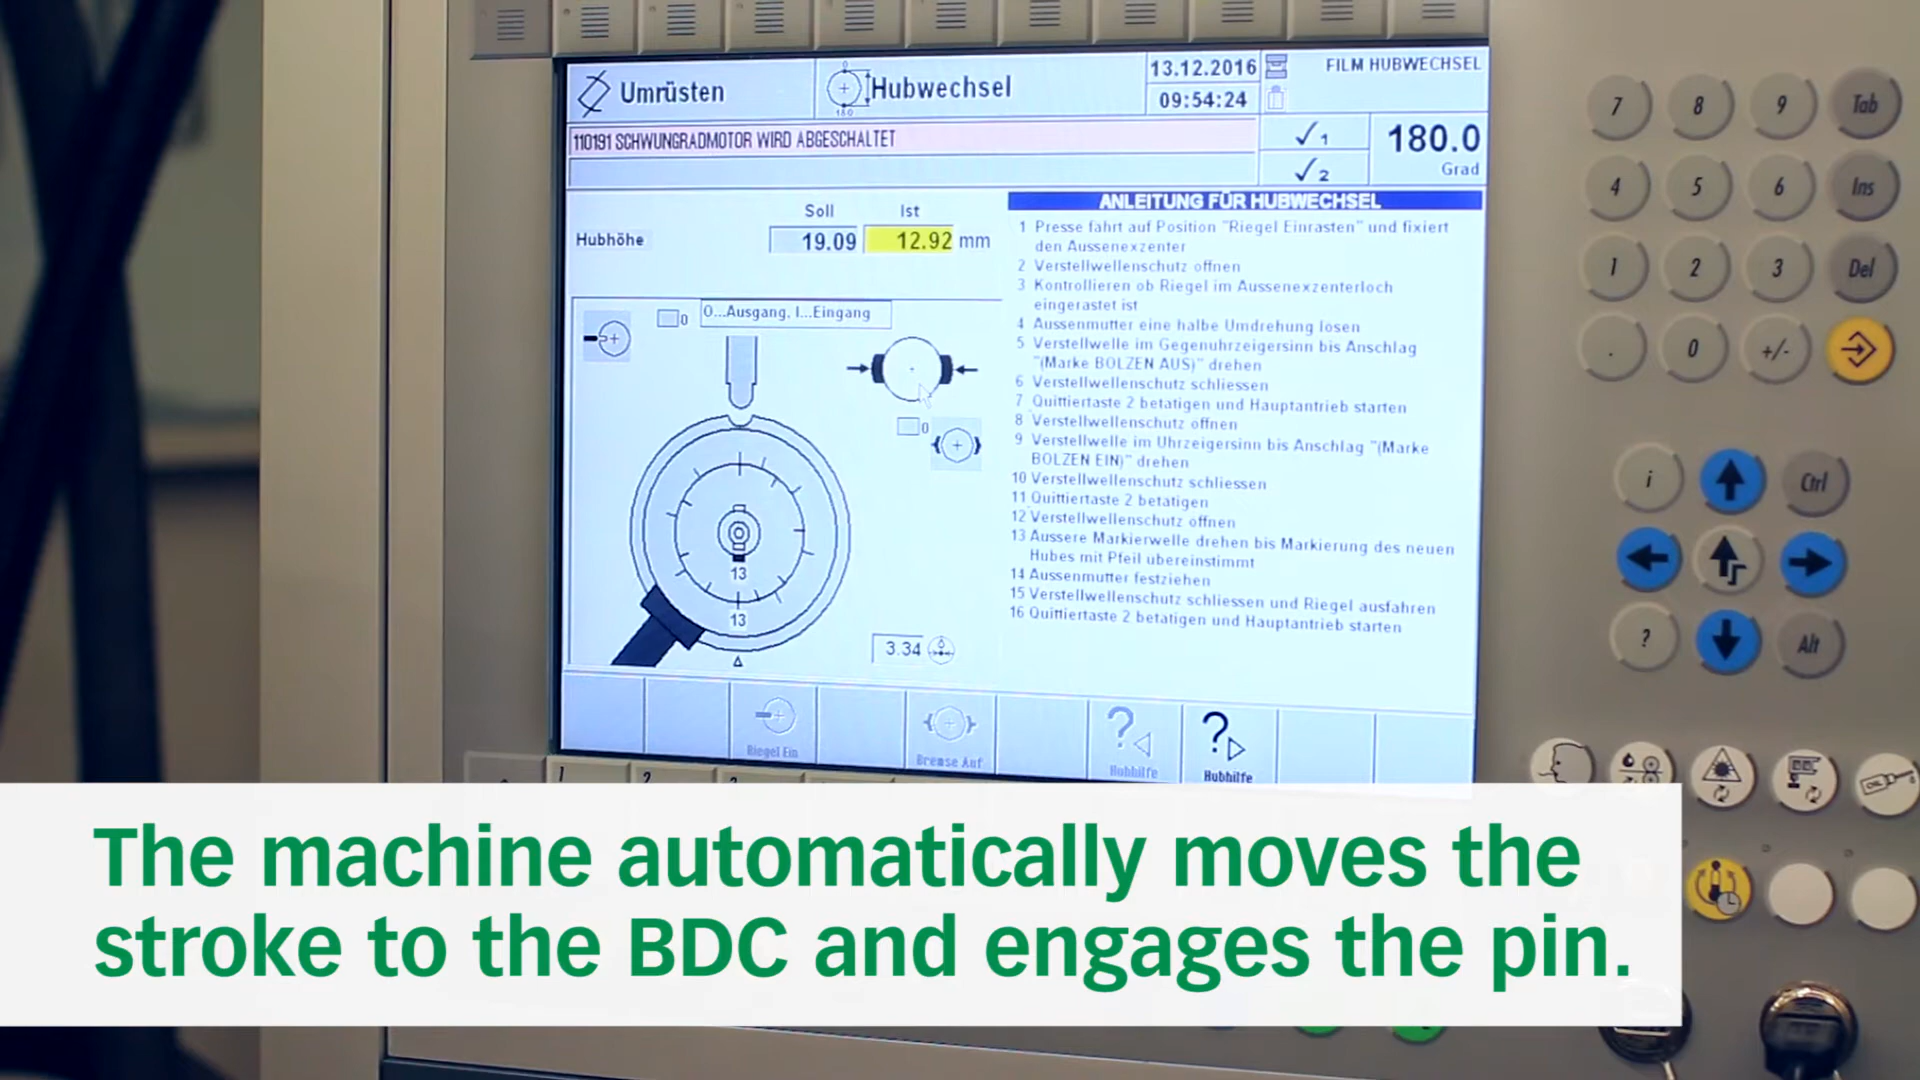 Umrüsten
Hubwechsel
180
13.12.2016
09:54:24
FILM HUBWECHSEL
110191 SCHWUNGRADMOTOR WIRD ABGESCHALTET
✓1
✓2
180.0
Grad
Soll Ist
Hubhöhe 19.09 12.92 mm
0
O...Ausgang, I...Eingang
0
13
13
3.34
ANLEITUNG FÜR HUBWECHSEL
1 Presse fährt auf Position "Riegel Einrasten" und fixiert
den Aussenexzenter
2 Verstellwellenschutz öffnen
3 Kontrollieren ob Riegel im Aussenexzenterloch
eingerastet ist
4 Aussenmutter eine halbe Umdrehung lösen
5 Verstellwelle im Gegenuhrzeigersinn bis Anschlag
"(Marke BOLZEN AUS)" drehen
6 Verstellwellenschutz schliessen
7 Quittiertaste 2 betätigen und Hauptantrieb starten
8 Verstellwellenschutz öffnen
9 Verstellwelle im Uhrzeigersinn bis Anschlag "(Marke
BOLZEN EIN)" drehen
10 Verstellwellenschutz schliessen
11 Quittiertaste 2 betätigen
12 Verstellwellenschutz öffnen
13 Äussere Markierwelle drehen bis Markierung des neuen
Hubes mit Pfeil übereinstimmt
14 Aussenmutter festziehen
15 Verstellwellenschutz schliessen und Riegel ausfahren
16 Quittiertaste 2 betätigen und Hauptantrieb starten
Riegel Ein
Bremse Auf
?
Hubhilfe
?
Hubhilfe
1 2
7 8 9 Tab
4 5 6 Ins
1 2 3 Del
. 0 +/-
i Ctrl
? Alt
OIL
The machine automatically moves the
stroke to the BDC and engages the pin.